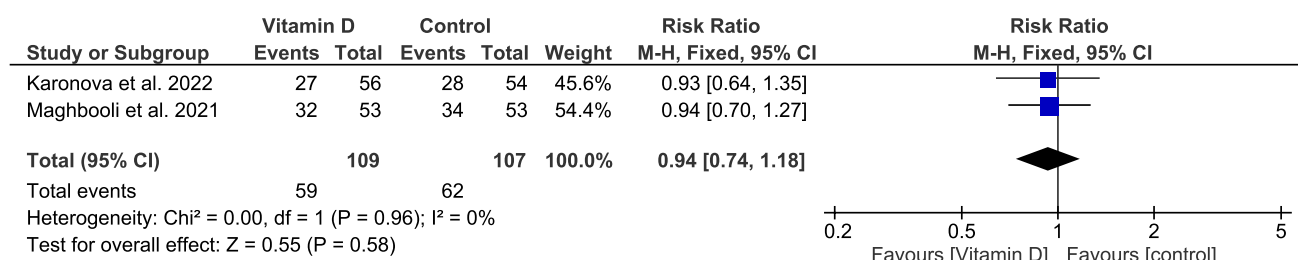 Vitamin D Control Risk Ratio Risk Ratio
Study or Subgroup Events Total Events Total Weight M-H, Fixed, 95% CI M-H, Fixed, 95% CI
Karonova et al. 2022 27 56 28 54 45.6% 0.93 [0.64, 1.35]
Maghbooli et al. 2021 32 53 34 53 54.4% 0.94 [0.70, 1.27]
Total (95% CI) 109 107 100.0% 0.94 [0.74, 1.18]
Total events 59 62
Heterogeneity: Chi² = 0.00, df = 1 (P = 0.96); I² = 0%
Test for overall effect: Z = 0.55 (P = 0.58)
0.2 0.5 1 2 5
Favours [Vitamin D] Favours [control]